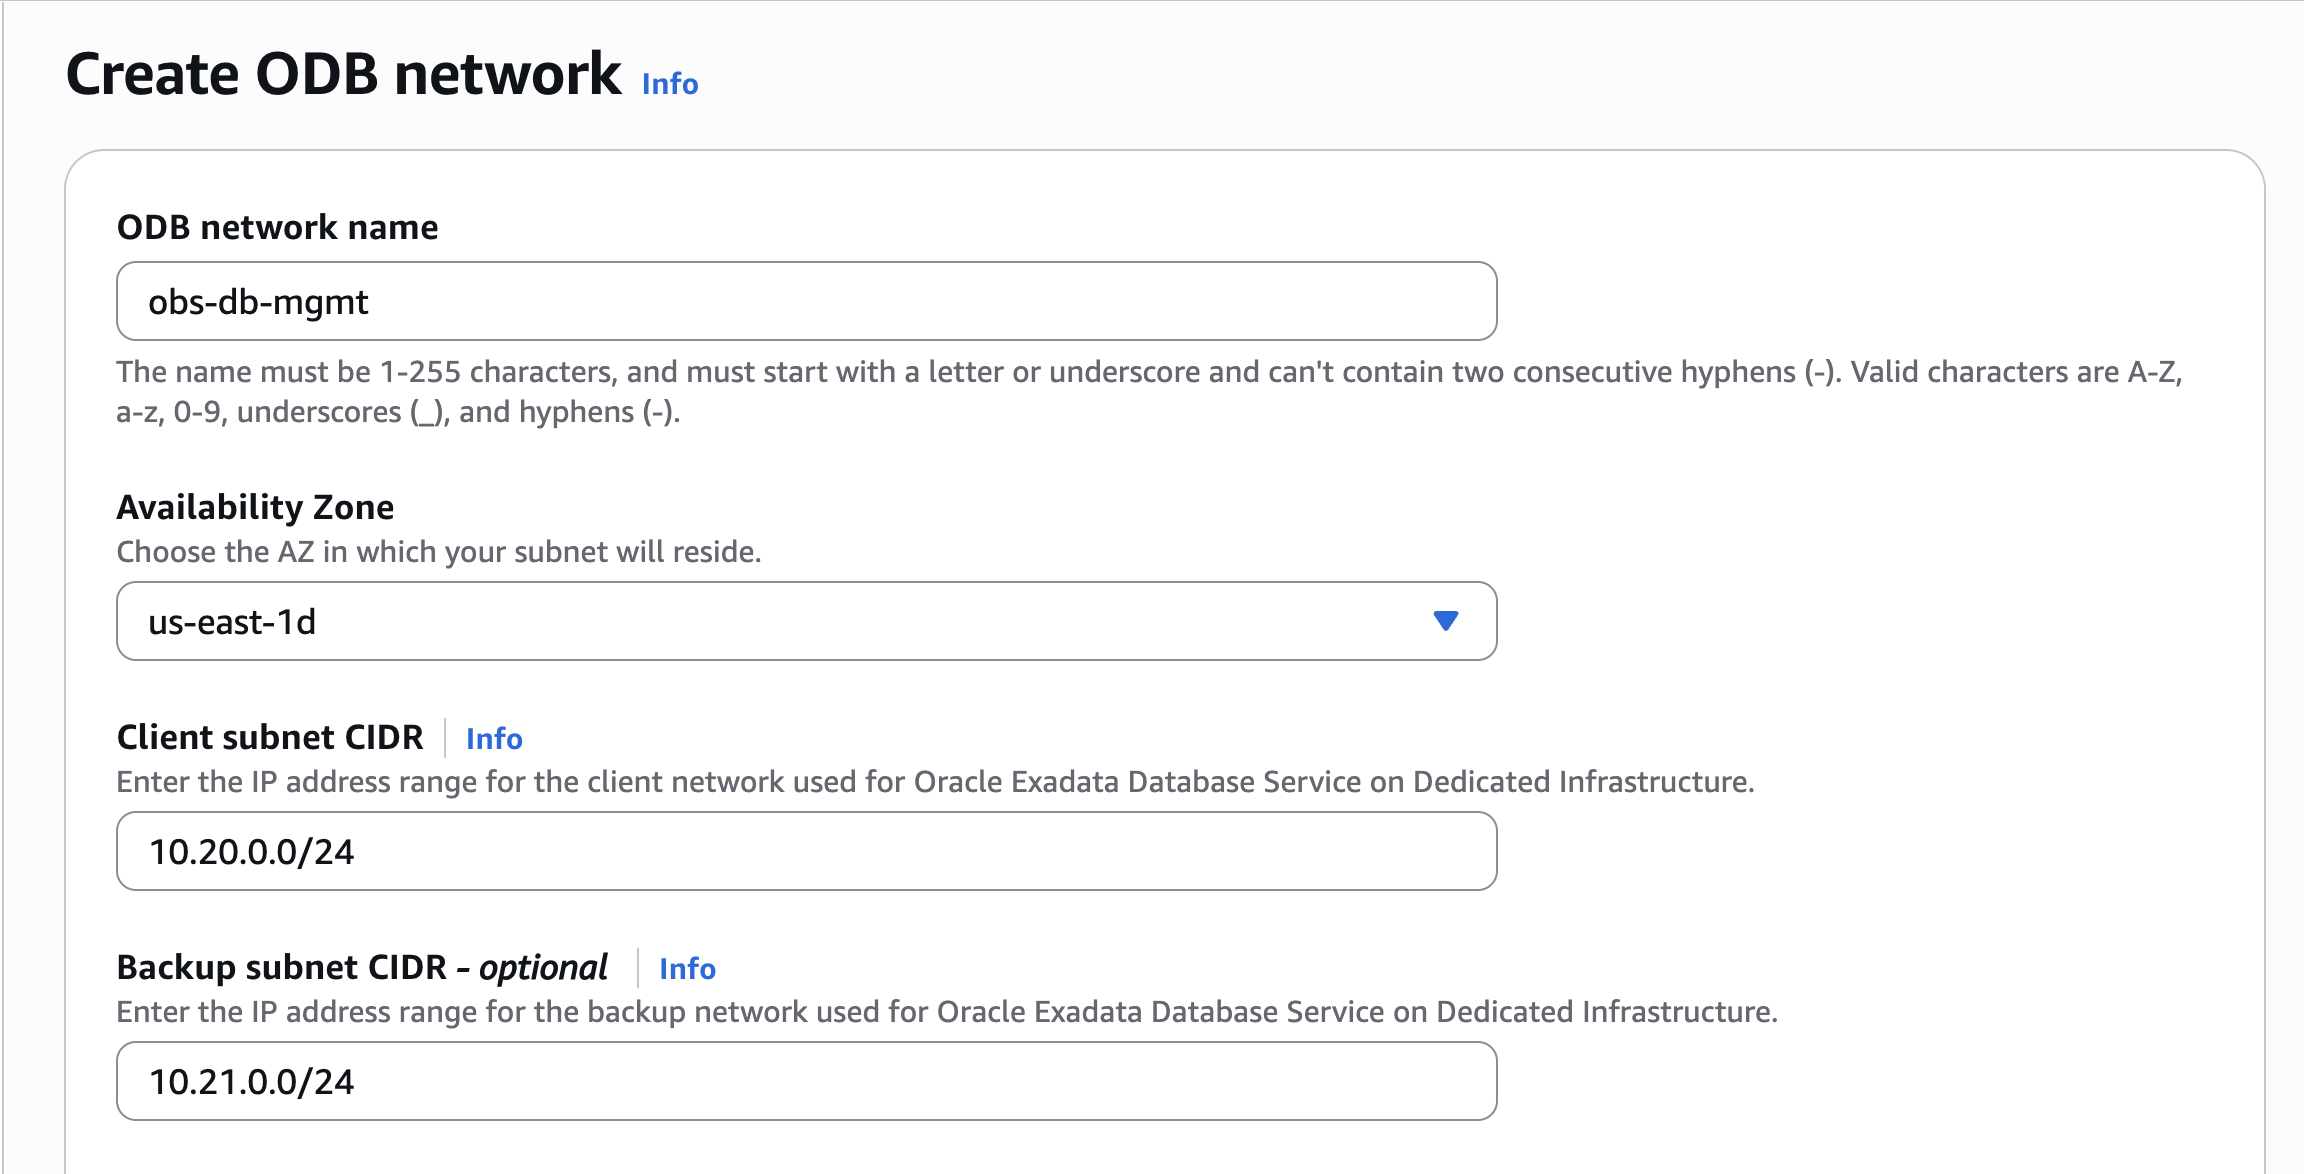 Create ODB network Info
ODB network name
obs-db-mgmt
The name must be 1-255 characters, and must start with a letter or underscore and can't contain two consecutive hyphens (-). Valid characters are A-Z,
a-z, 0-9, underscores (_), and hyphens (-).
Availability Zone
Choose the AZ in which your subnet will reside.
us-east-1d
Client subnet CIDR Info
Enter the IP address range for the client network used for Oracle Exadata Database Service on Dedicated Infrastructure.
10.20.0.0/24
Backup subnet CIDR - optional Info
Enter the IP address range for the backup network used for Oracle Exadata Database Service on Dedicated Infrastructure.
10.21.0.0/24